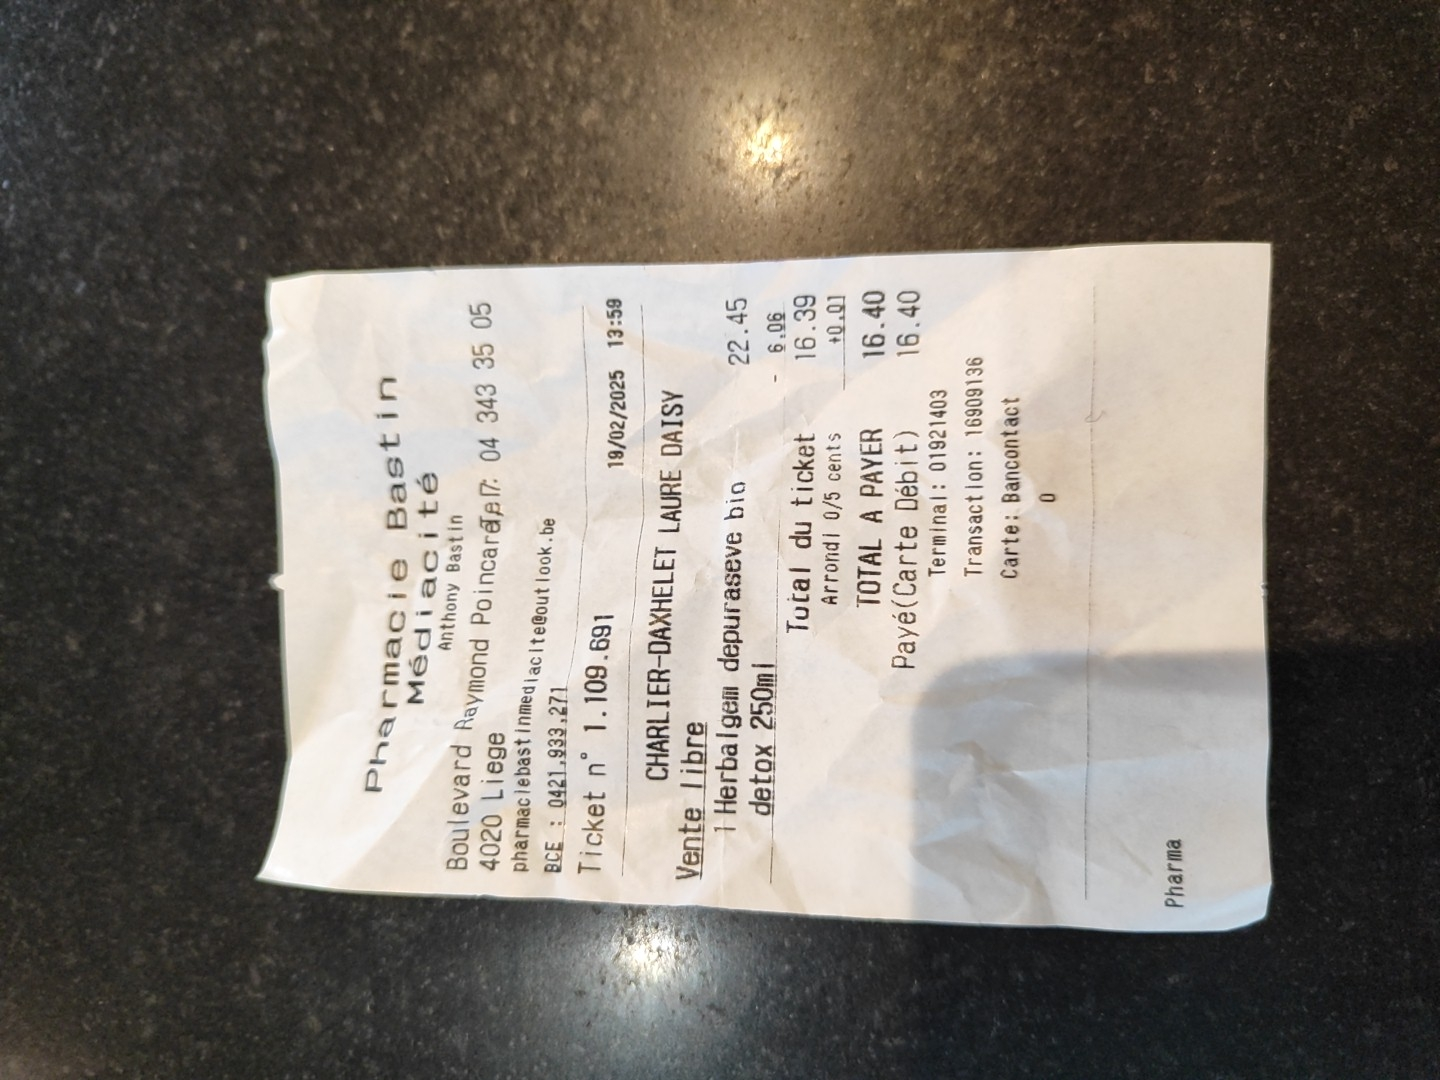 Pharmacie Bastin
Médiacité
Anthony Bastin
Boulevard Raymond Poincaré, 7: 04 343 35 05
4020 Liege
pharmaciebastinmediacite@outlook.be
BCE : 0421.933.271
Ticket n° 1.109.691 19/02/2025 13:59
CHARLIER-DAXHELET LAURE DAISY
Vente libre
1 Herbalgem depuraseve bio 22.45
detox 250ml - 6.06
Total du ticket 16.39
Arrondi 0/5 cents +0.01
TOTAL A PAYER 16.40
Payé(Carte Débit) 16.40
Terminal: 01921403
Transaction: 16909136
Carte: Bancontact
0
Pharma